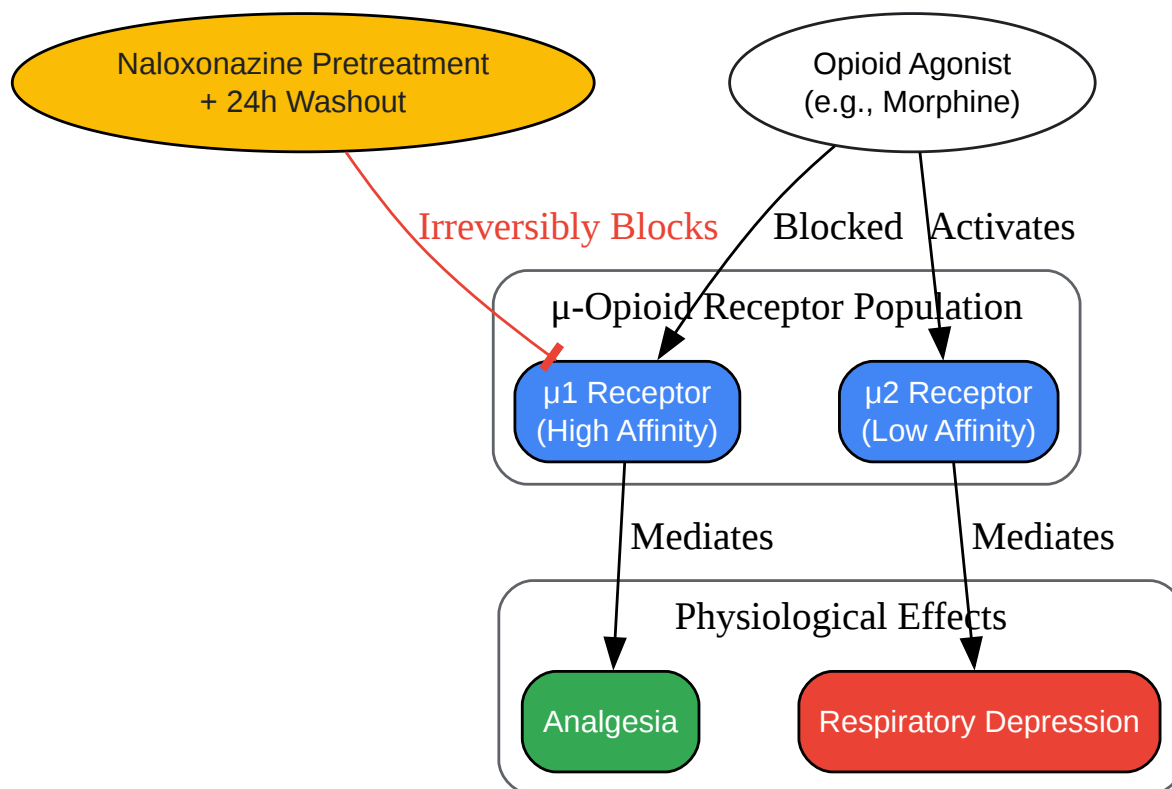 Naloxonazine Pretreatment
+ 24h Washout
Opioid Agonist
(e.g., Morphine)
Irreversibly Blocks
Blocked
Activates
μ-Opioid Receptor Population
μ1 Receptor
(High Affinity)
μ2 Receptor
(Low Affinity)
Mediates
Mediates
Physiological Effects
Analgesia
Respiratory Depression